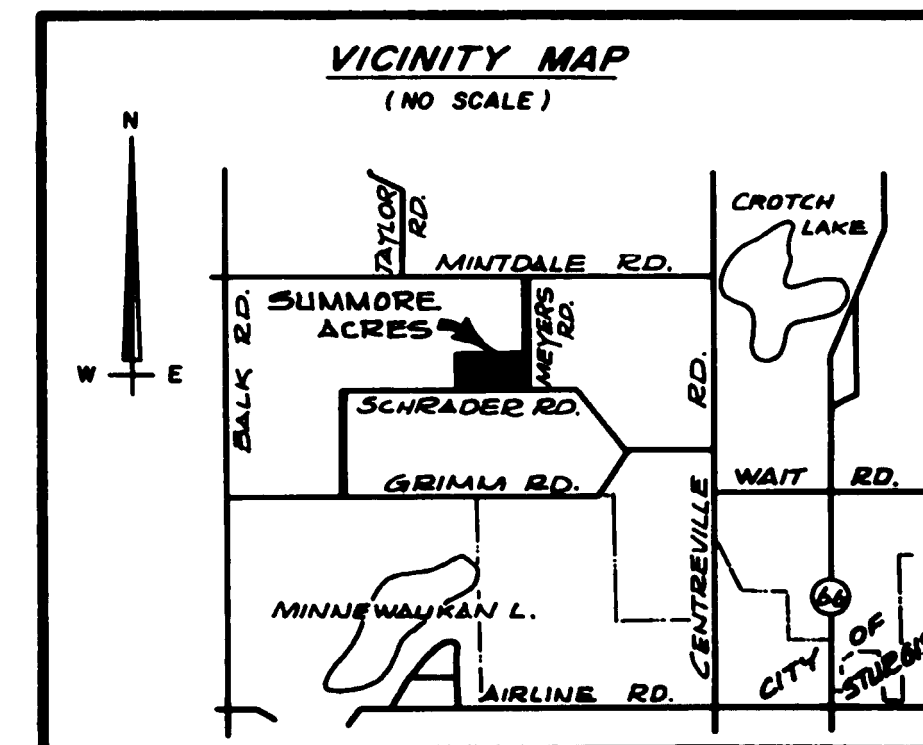 VICINITY MAP
(NO SCALE)
N
W E
TAYLOR
RD.
CROTCH
LAKE
MINTDALE RD.
SUMMORE
ACRES
MEYERS
RD.
BALK RD.
SCHRADER RD.
CENTREVILLE RD.
GRIMM RD.
WAIT RD.
MINNEWAUKAN L.
66
CITY OF
STURGIS
AIRLINE RD.